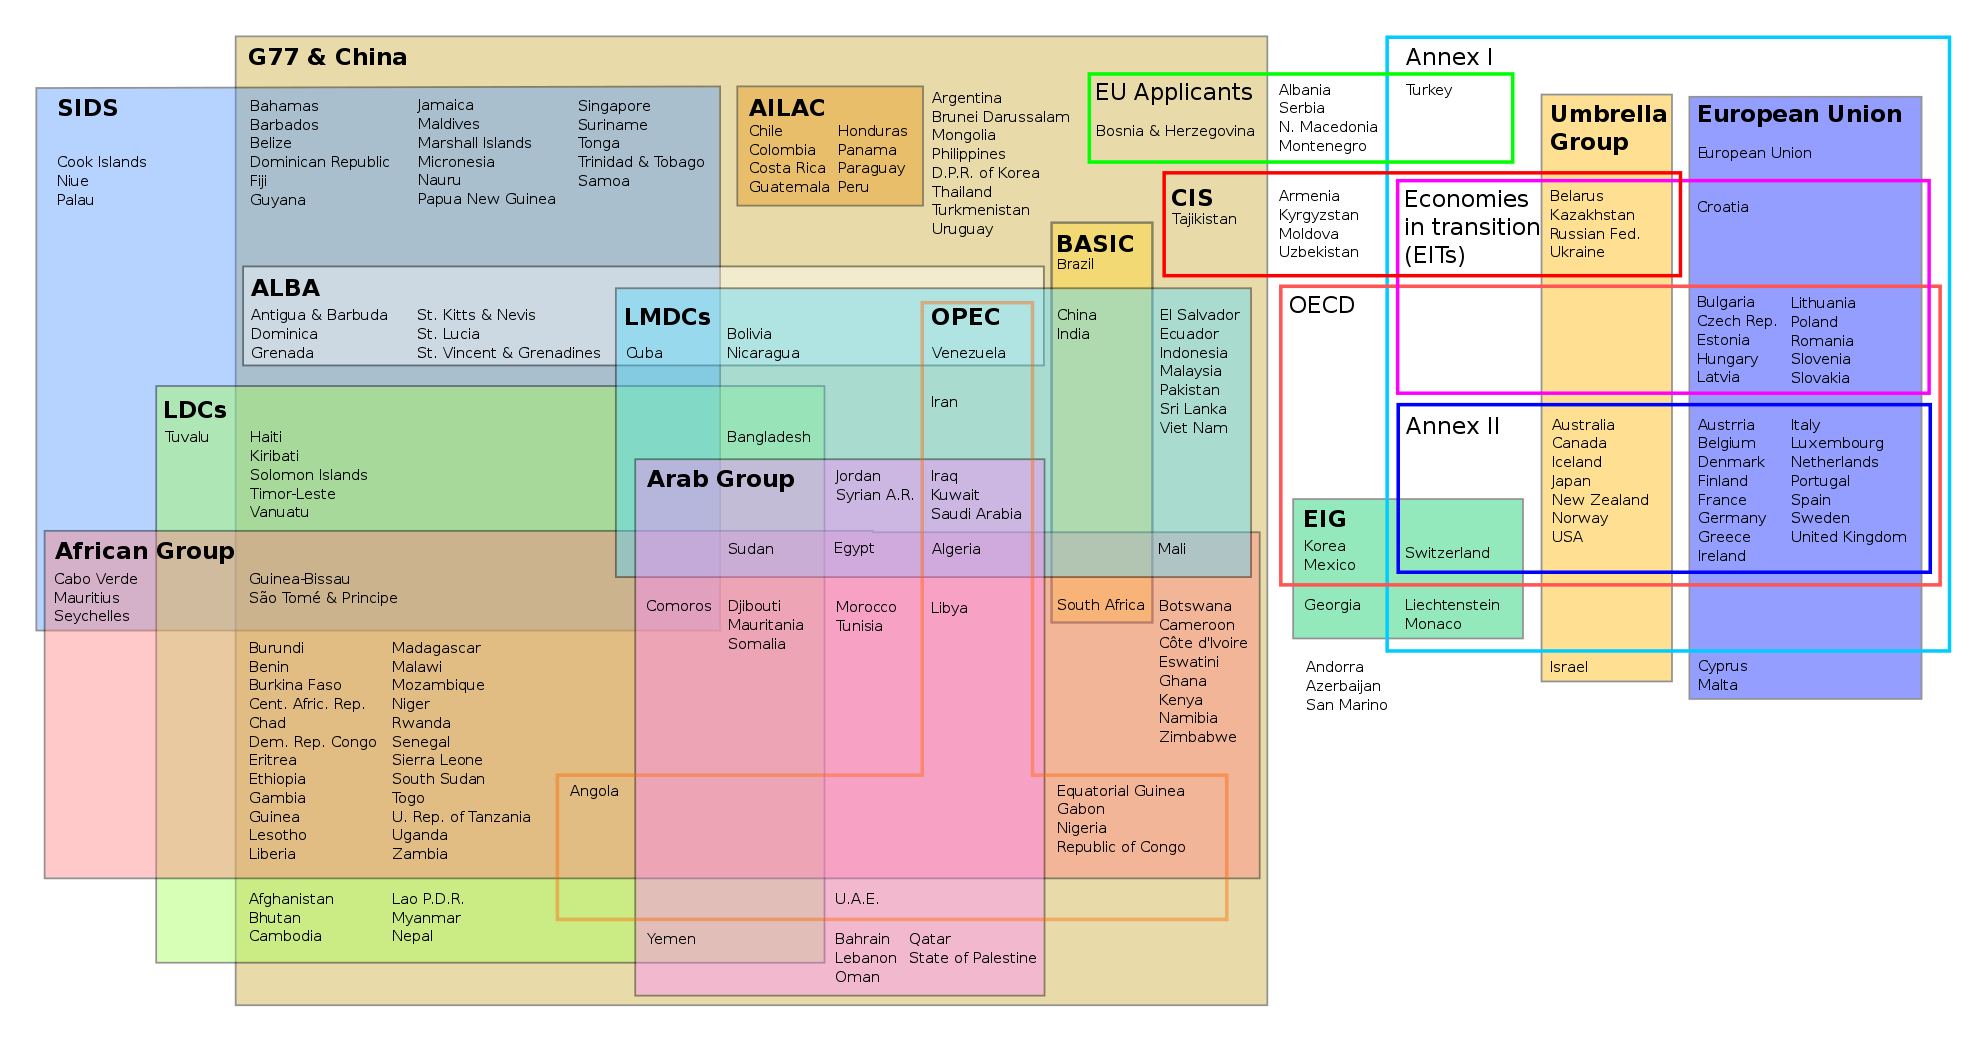 G77 & China
SIDS
Cook Islands
Niue
Palau
Bahamas
Barbados
Belize
Dominican Republic
Fiji
Guyana
Jamaica
Maldives
Marshall Islands
Micronesia
Nauru
Papua New Guinea
Singapore
Suriname
Tonga
Trinidad & Tobago
Samoa
AILAC
Chile
Colombia
Costa Rica
Guatemala
Honduras
Panama
Paraguay
Peru
Argentina
Brunei Darussalam
Mongolia
Philippines
D.P.R. of Korea
Thailand
Turkmenistan
Uruguay
EU Applicants
Bosnia & Herzegovina
Albania
Serbia
N. Macedonia
Montenegro
Annex I
Turkey
Umbrella
Group
European Union
European Union
CIS
Tajikistan
Armenia
Kyrgyzstan
Moldova
Uzbekistan
Economies
in transition
(EITs)
Belarus
Kazakhstan
Russian Fed.
Ukraine
Croatia
BASIC
Brazil
China
India
ALBA
Antigua & Barbuda
Dominica
Grenada
St. Kitts & Nevis
St. Lucia
St. Vincent & Grenadines
LMDCs
Cuba
Bolivia
Nicaragua
OPEC
Venezuela
Iran
El Salvador
Ecuador
Indonesia
Malaysia
Pakistan
Sri Lanka
Viet Nam
OECD
Bulgaria
Czech Rep.
Estonia
Hungary
Latvia
Lithuania
Poland
Romania
Slovenia
Slovakia
LDCs
Tuvalu
Haiti
Kiribati
Solomon Islands
Timor-Leste
Vanuatu
Bangladesh
Arab Group
Jordan
Syrian A.R.
Iraq
Kuwait
Saudi Arabia
Annex II
Australia
Canada
Iceland
Japan
New Zealand
Norway
USA
Austrria
Belgium
Denmark
Finland
France
Germany
Greece
Ireland
Italy
Luxembourg
Netherlands
Portugal
Spain
Sweden
United Kingdom
EIG
Korea
Mexico
Switzerland
Georgia
Liechtenstein
Monaco
African Group
Cabo Verde
Mauritius
Seychelles
Guinea-Bissau
São Tomé & Principe
Sudan
Egypt
Algeria
Mali
Comoros
Djibouti
Mauritania
Somalia
Morocco
Tunisia
Libya
South Africa
Botswana
Cameroon
Côte d'Ivoire
Eswatini
Ghana
Kenya
Namibia
Zimbabwe
Burundi
Benin
Burkina Faso
Cent. Afric. Rep.
Chad
Dem. Rep. Congo
Eritrea
Ethiopia
Gambia
Guinea
Lesotho
Liberia
Madagascar
Malawi
Mozambique
Niger
Rwanda
Senegal
Sierra Leone
South Sudan
Togo
U. Rep. of Tanzania
Uganda
Zambia
Andorra
Azerbaijan
San Marino
Israel
Cyprus
Malta
Angola
Equatorial Guinea
Gabon
Nigeria
Republic of Congo
Afghanistan
Bhutan
Cambodia
Lao P.D.R.
Myanmar
Nepal
U.A.E.
Yemen
Bahrain
Lebanon
Oman
Qatar
State of Palestine